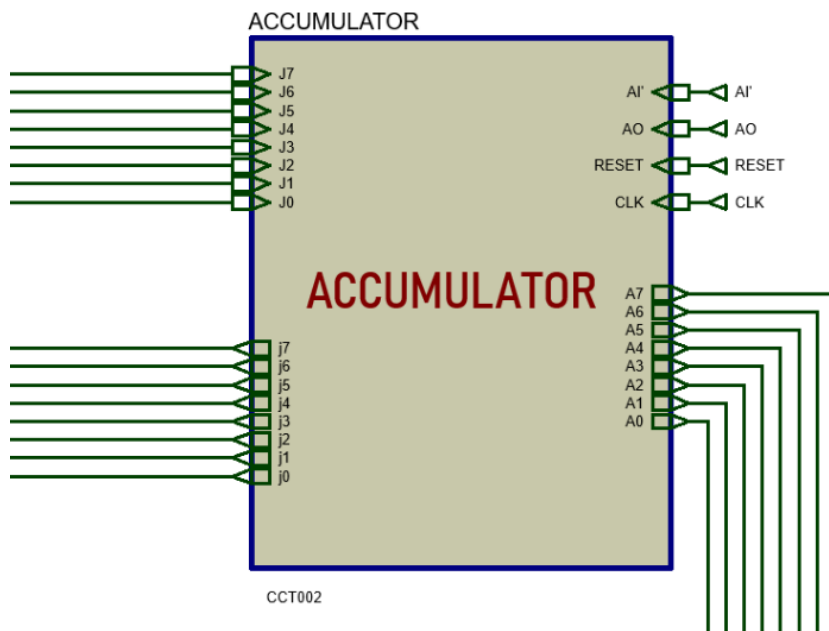 ACCUMULATOR
J7
J6
J5
J4
J3
J2
J1
J0
AI' AI'
AO AO
RESET RESET
CLK CLK
ACCUMULATOR
A7
A6
A5
A4
A3
A2
A1
A0
j7
j6
j5
j4
j3
j2
j1
j0
CCT002